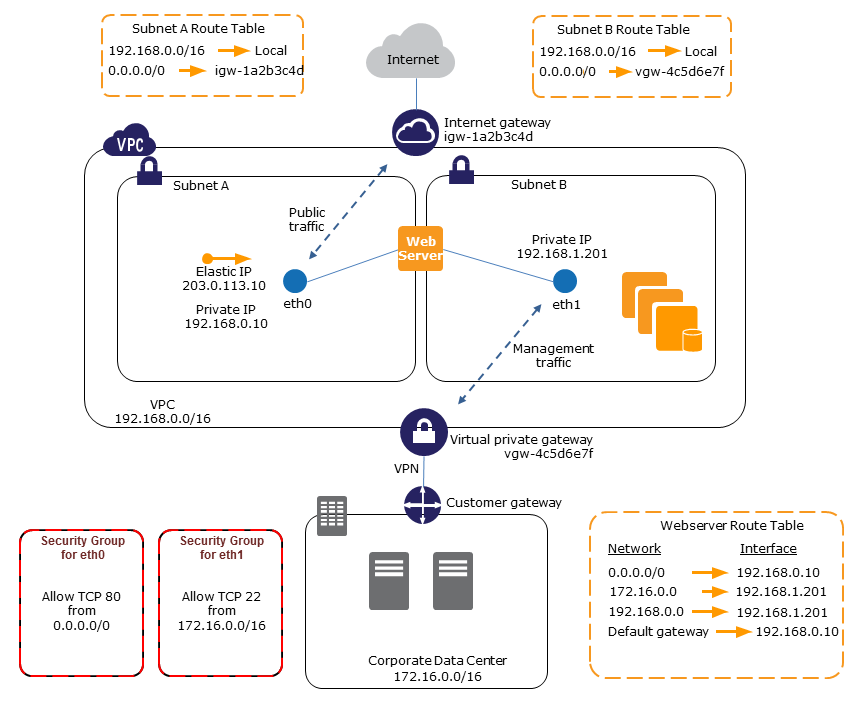 Subnet A Route Table
192.168.0.0/16 Local
0.0.0.0/0 igw-1a2b3c4d
Internet
Subnet B Route Table
192.168.0.0/16 Local
0.0.0.0/0 vgw-4c5d6e7f
Internet gateway
igw-1a2b3c4d
VPC
Subnet A
Subnet B
Public
traffic
Web
Server
Elastic IP
203.0.113.10
Private IP
192.168.0.10
eth0
Private IP
192.168.1.201
eth1
Management
traffic
VPC
192.168.0.0/16
Virtual private gateway
vgw-4c5d6e7f
VPN
Customer gateway
Corporate Data Center
172.16.0.0/16
Security Group
for eth0
Allow TCP 80
from
0.0.0.0/0
Security Group
for eth1
Allow TCP 22
from
172.16.0.0/16
Webserver Route Table
Network Interface
0.0.0.0/0 192.168.0.10
172.16.0.0 192.168.1.201
192.168.0.0 192.168.1.201
Default gateway 192.168.0.10